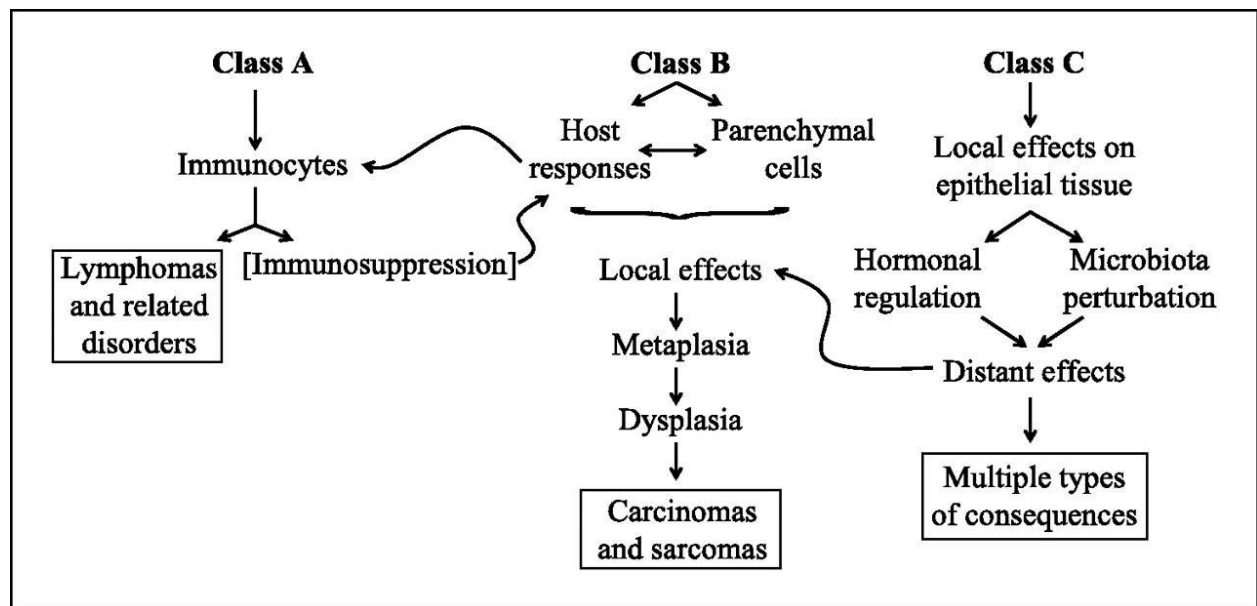 Class A
Immunocytes
Lymphomas
and related
disorders
[Immunosuppression]
Class B
Host
responses
Parenchymal
cells
Local effects
Metaplasia
Dysplasia
Carcinomas
and sarcomas
Class C
Local effects on
epithelial tissue
Hormonal
regulation
Microbiota
perturbation
Distant effects
Multiple types
of consequences